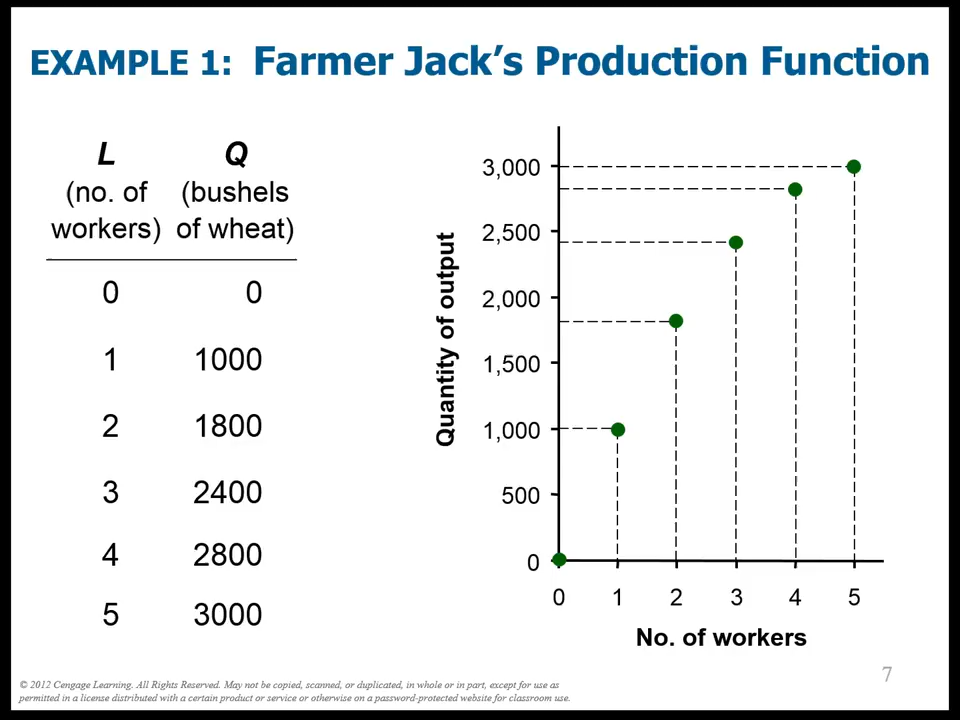 EXAMPLE 1: Farmer Jack’s Production Function
L Q
(no. of (bushels
workers) of wheat)
0 0
1 1000
2 1800
3 2400
4 2800
5 3000
Quantity of output
3,000
2,500
2,000
1,500
1,000
500
0
0 1 2 3 4 5
No. of workers
© 2012 Cengage Learning. All Rights Reserved. May not be copied, scanned, or duplicated, in whole or in part, except for use as
permitted in a license distributed with a certain product or service or otherwise on a password-protected website for classroom use.
7